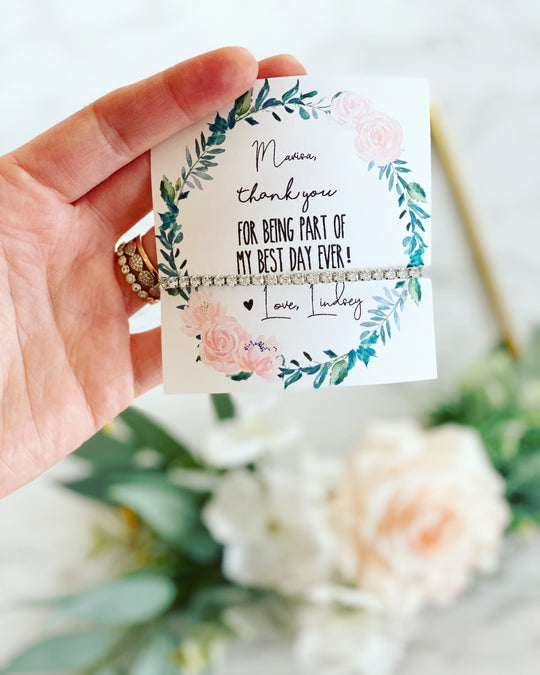 Marisa,
thank you
FOR BEING PART OF
MY BEST DAY EVER!
♥ Love, Lindsey